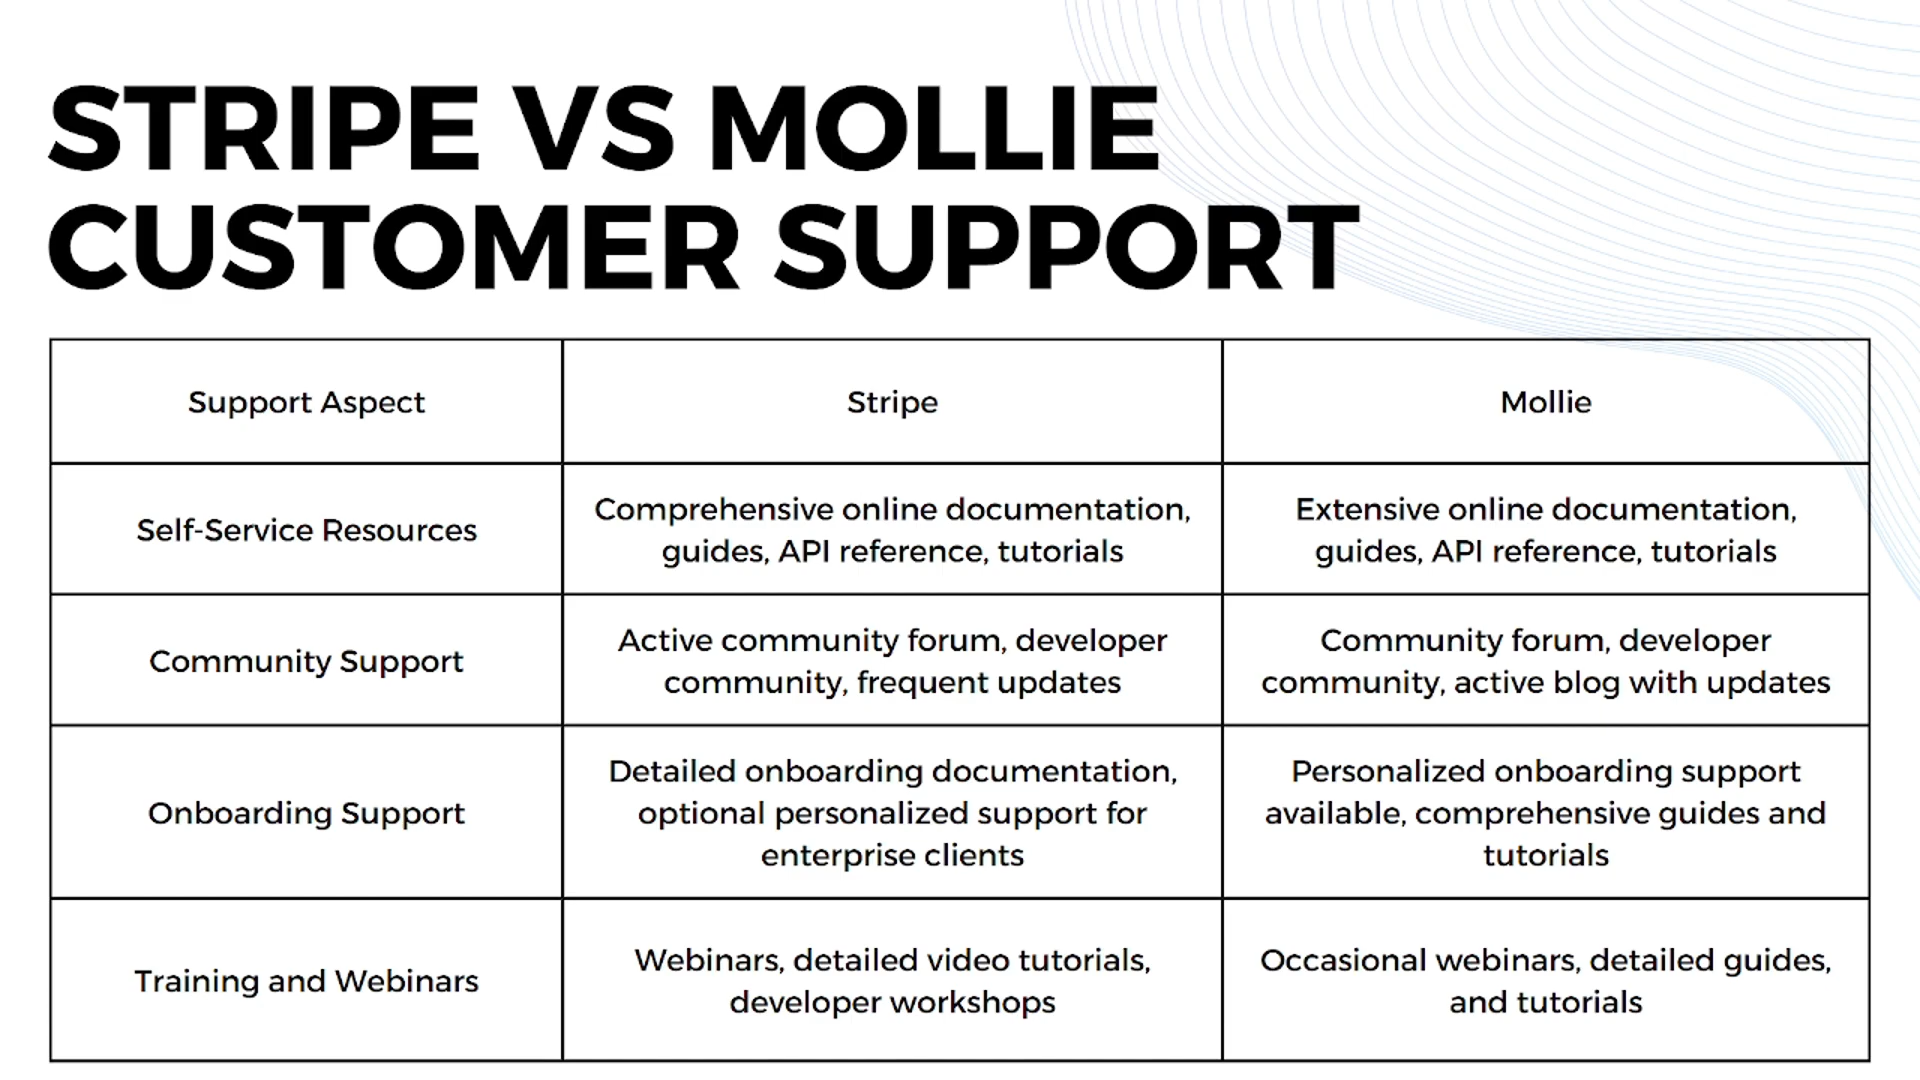 STRIPE VS MOLLIE
CUSTOMER SUPPORT
Support Aspect
Stripe
Mollie
Self-Service Resources
Comprehensive online documentation,
guides, API reference, tutorials
Extensive online documentation,
guides, API reference, tutorials
Community Support
Active community forum, developer
community, frequent updates
Community forum, developer
community, active blog with updates
Onboarding Support
Detailed onboarding documentation,
optional personalized support for
enterprise clients
Personalized onboarding support
available, comprehensive guides and
tutorials
Training and Webinars
Webinars, detailed video tutorials,
developer workshops
Occasional webinars, detailed guides,
and tutorials